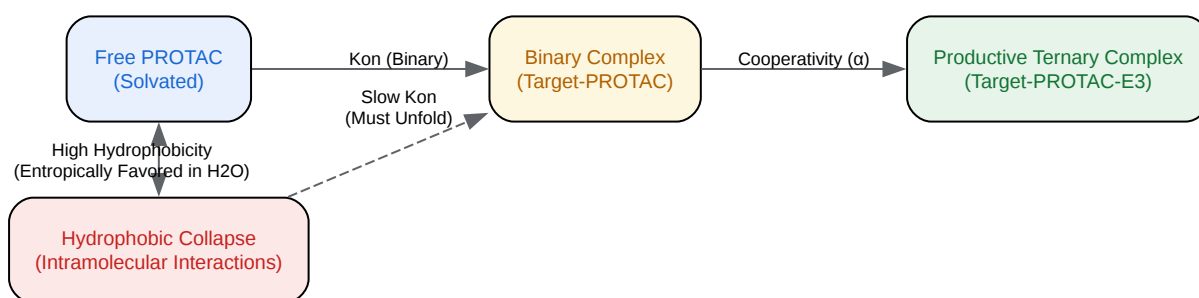 Free PROTAC
(Solvated)
Kon (Binary)
Binary Complex
(Target-PROTAC)
Cooperativity (α)
Productive Ternary Complex
(Target-PROTAC-E3)
Slow Kon
(Must Unfold)
High Hydrophobicity
(Entropically Favored in H2O)
Hydrophobic Collapse
(Intramolecular Interactions)